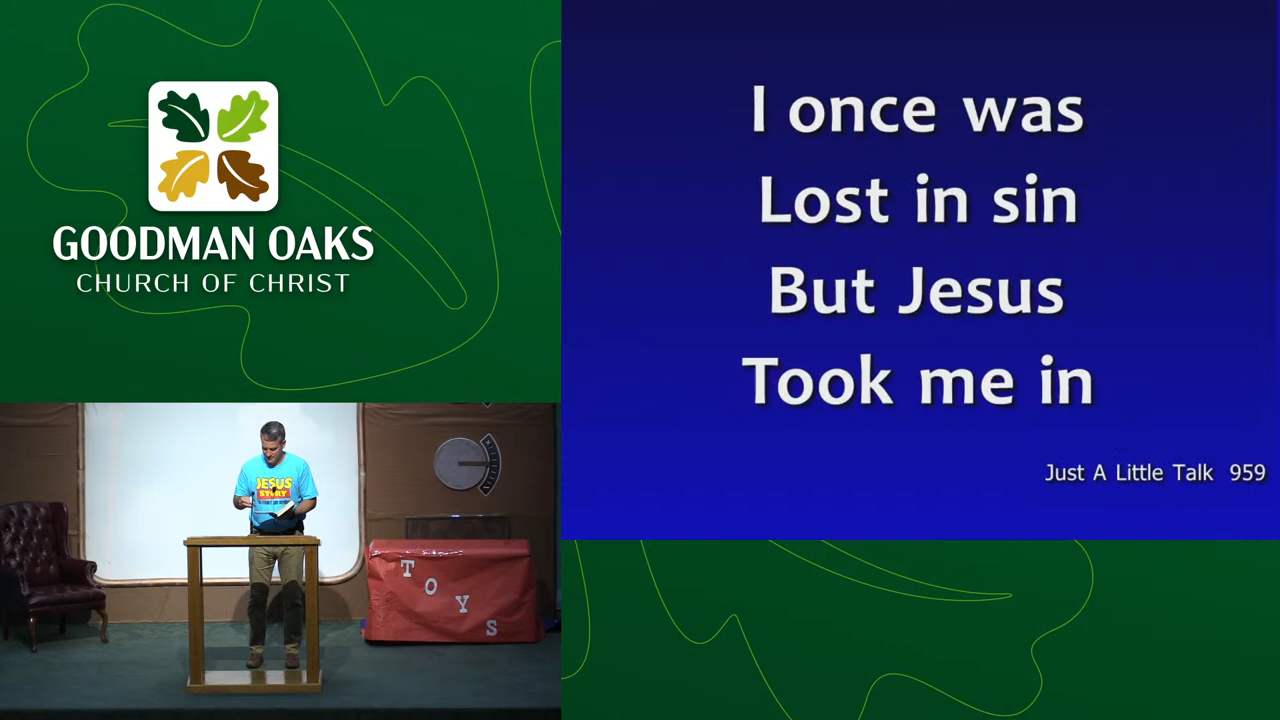 GOODMAN OAKS
CHURCH OF CHRIST
I once was
Lost in sin
But Jesus
Took me in
Just A Little Talk 959
JESUS
STORY
TOYS